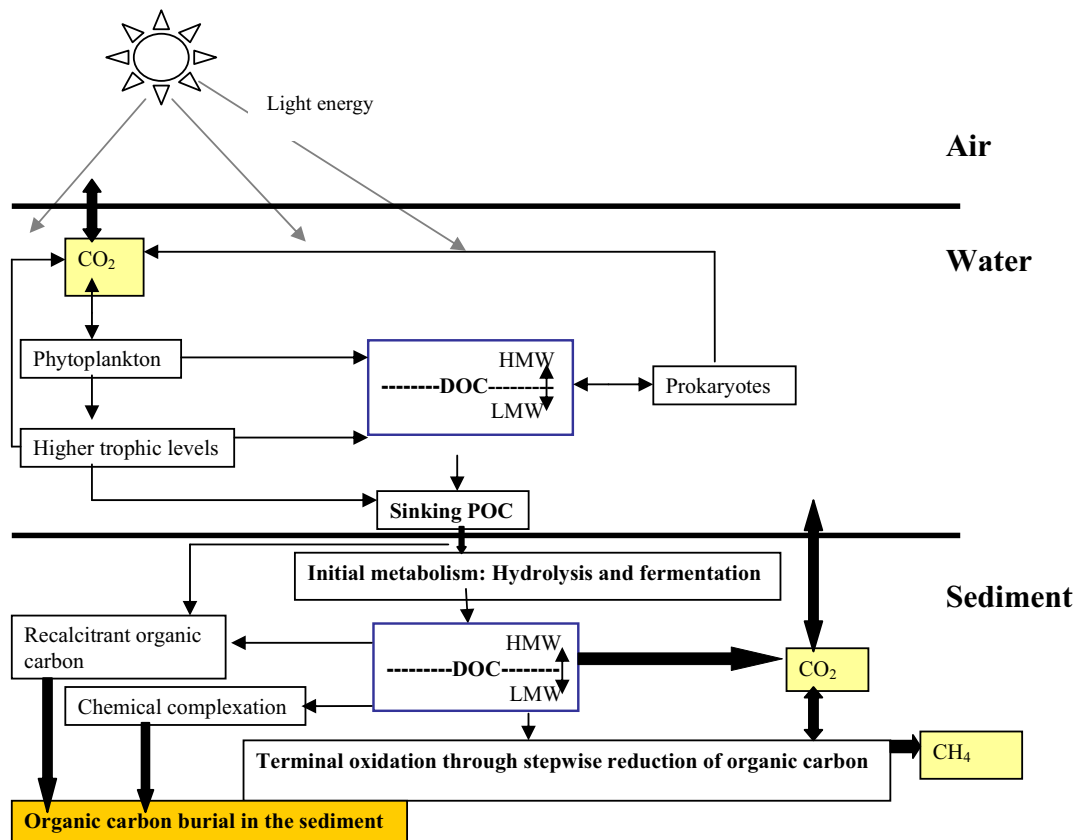 Light energy
Air
CO₂
Water
Phytoplankton
HMW
--------DOC--------
LMW
Prokaryotes
Higher trophic levels
Sinking POC
Initial metabolism: Hydrolysis and fermentation
Sediment
Recalcitrant organic
carbon
HMW
---------DOC--------
LMW
CO₂
Chemical complexation
Terminal oxidation through stepwise reduction of organic carbon
CH₄
Organic carbon burial in the sediment